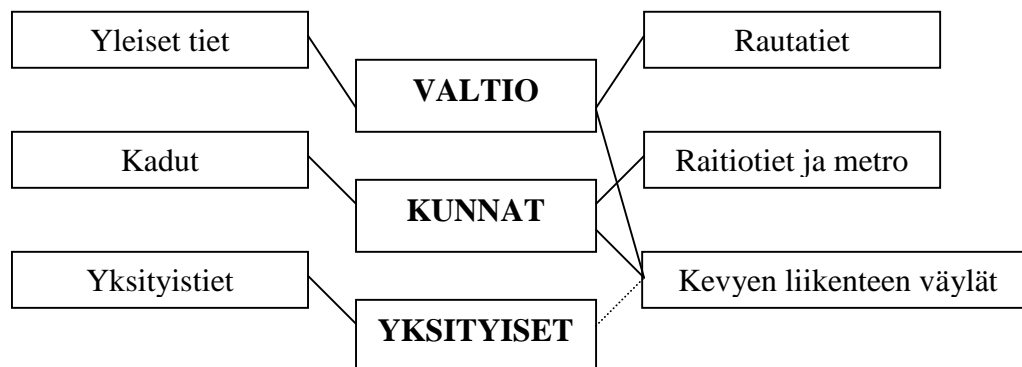 Yleiset tiet
Rautatiet
VALTIO
Kadut
Raitiotiet ja metro
KUNNAT
Yksityistiet
Kevyen liikenteen väylät
YKSITYISET